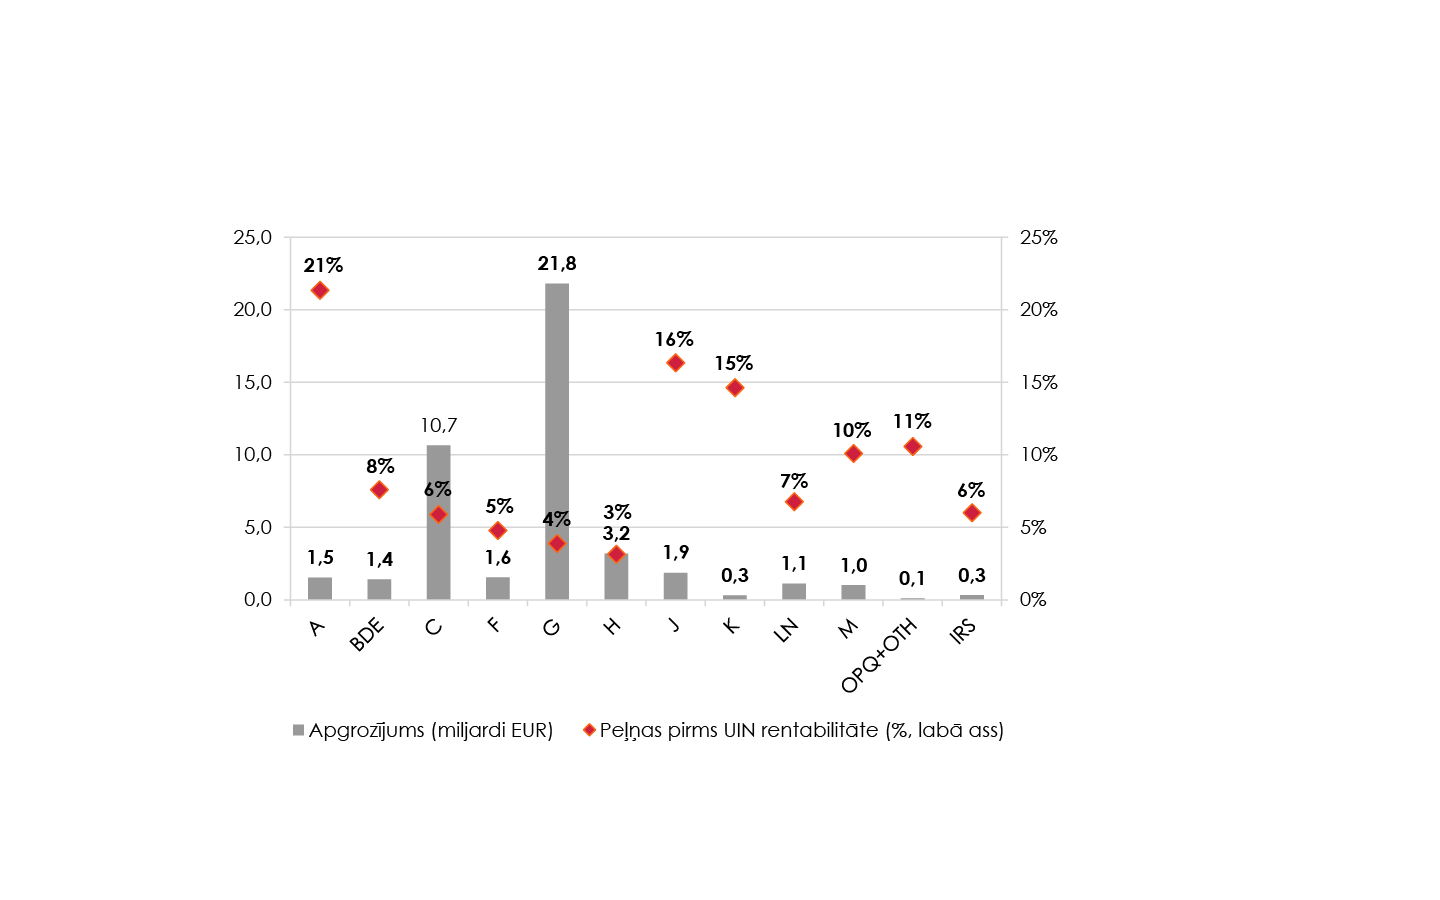 25,0
20,0
15,0
10,0
5,0
0,0
25%
20%
15%
10%
5%
0%
21%
8%
6%
5%
4%
3%
16%
15%
7%
10%
11%
6%
1,5
1,4
10,7
1,6
21,8
3,2
1,9
0,3
1,1
1,0
0,1
0,3
A
BDE
C
F
G
H
J
K
LN
M
OPQ+OTH
IRS
Apgrozījums (miljardi EUR)
Peļņas pirms UIN rentabilitāte (%, labā ass)